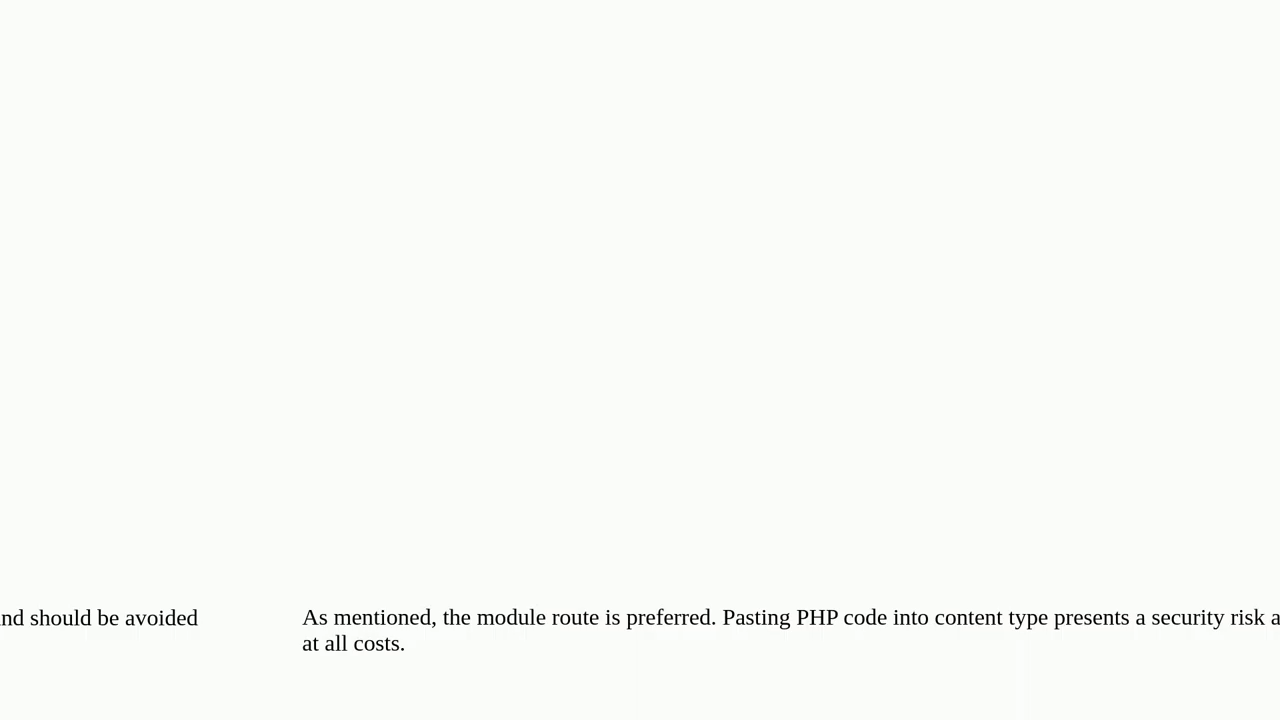 As mentioned, the module route is preferred. Pasting PHP code into content type presents a security risk a
nd should be avoided
at all costs.